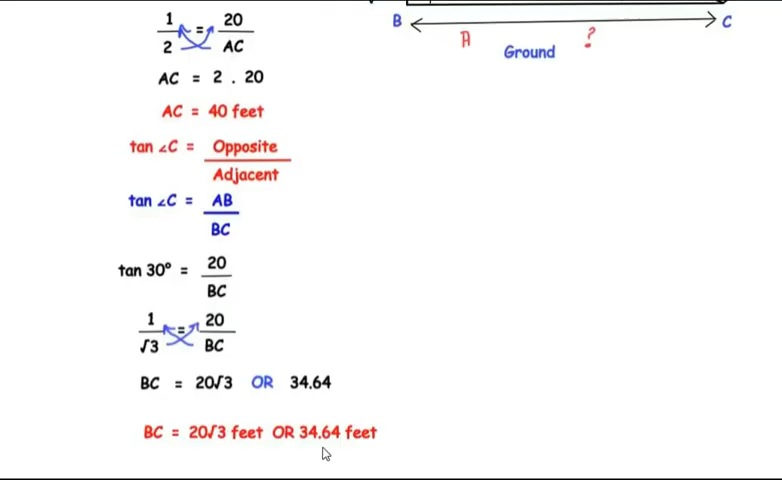 1/2 = 20/AC
AC = 2 . 20
AC = 40 feet
tan ∠C = Opposite/Adjacent
tan ∠C = AB/BC
tan 30° = 20/BC
1/√3 = 20/BC
BC = 20√3 OR 34.64
BC = 20√3 feet OR 34.64 feet
B C
A ?
Ground